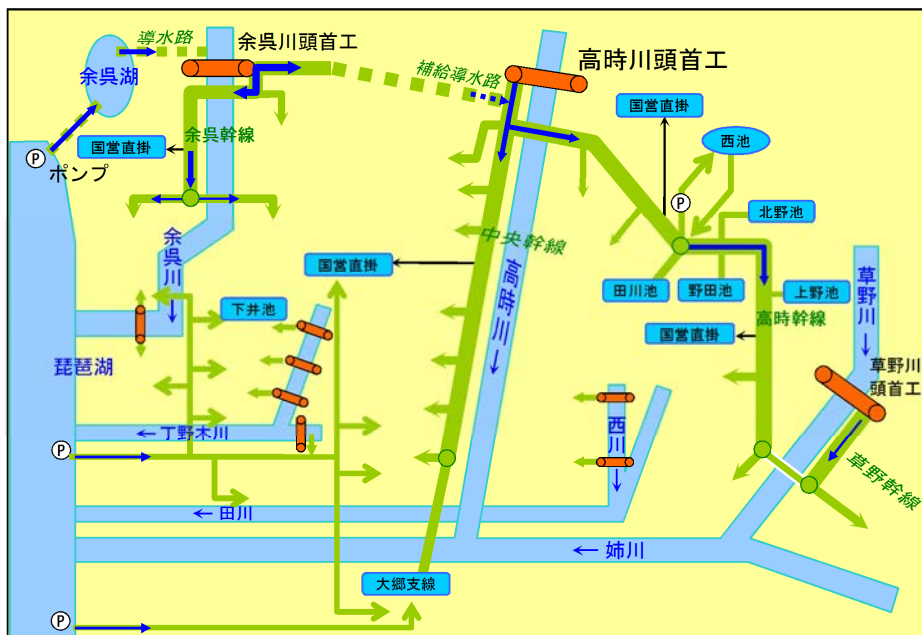 導水路
余呉湖
余呉川頭首工
補給導水路
高時川頭首工
国営直掛
西池
P
ポンプ
国営直掛
余呉幹線
P
北野池
余呉川
中央幹線
高時川
国営直掛
田川池
野田池
上野池
草野川
下井池
高時幹線
国営直掛
琵琶湖
草野川
頭首工
西川
丁野木川
P
草野幹線
田川
姉川
大郷支線
P